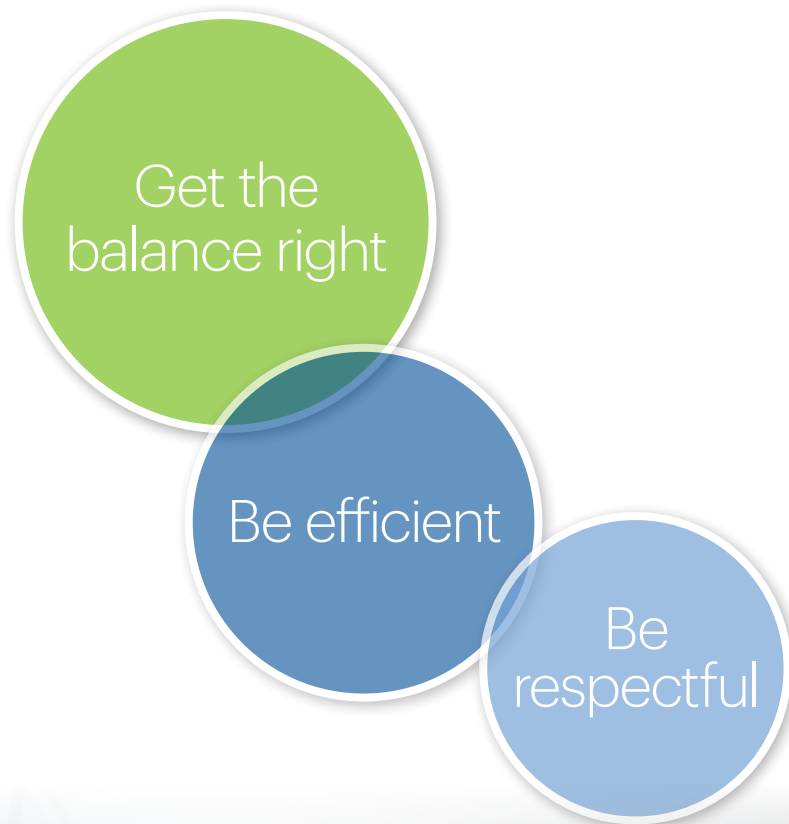 Get the
balance right
Be efficient
Be
respectful